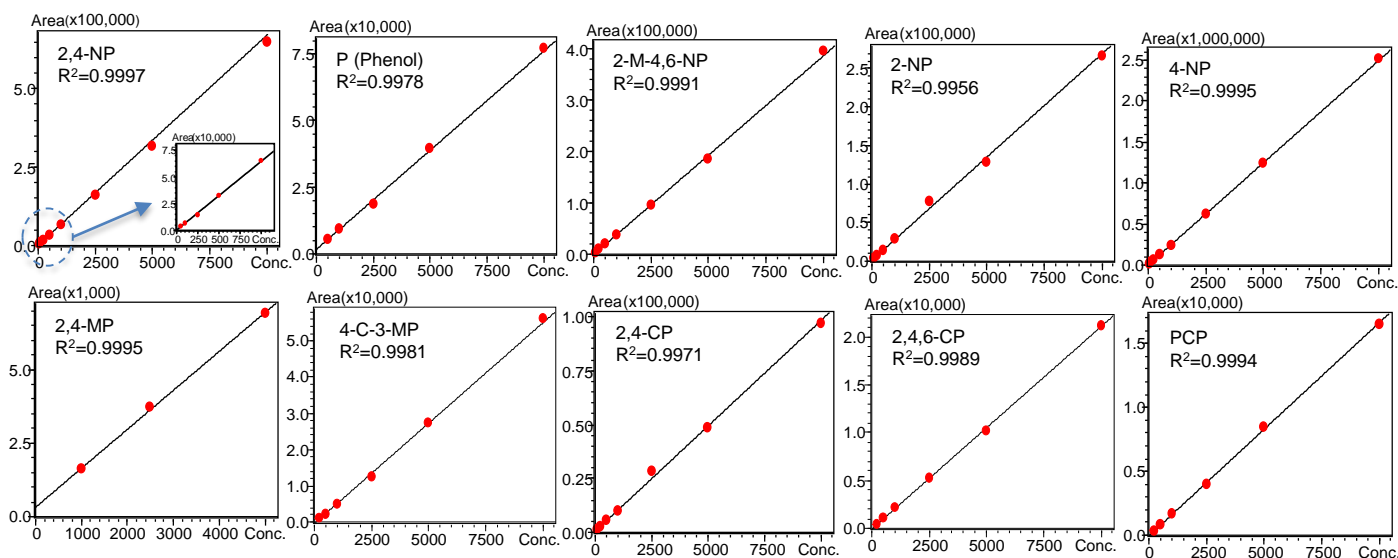 Area(x100,000)
2,4-NP
R²=0.9997
5.0
2.5
0.0
0 2500 5000 7500 Conc.
Area(x10,000)
7.5
5.0
2.5
0.0
0 250 500 750 Conc.
Area(x10,000)
P (Phenol)
R²=0.9978
7.5
5.0
2.5
0.0
0 2500 5000 7500 Conc.
Area(x100,000)
2-M-4,6-NP
R²=0.9991
4.0
3.0
2.0
1.0
0.0
0 2500 5000 7500 Conc.
Area(x100,000)
2-NP
R²=0.9956
2.5
2.0
1.5
1.0
0.5
0.0
0 2500 5000 7500 Conc.
Area(x1,000,000)
4-NP
R²=0.9995
2.5
2.0
1.5
1.0
0.5
0.0
0 2500 5000 7500 Conc.
Area(x1,000)
2,4-MP
R²=0.9995
5.0
2.5
0.0
0 1000 2000 3000 4000 Conc.
Area(x10,000)
4-C-3-MP
R²=0.9981
5.0
4.0
3.0
2.0
1.0
0.0
0 2500 5000 7500 Conc.
Area(x100,000)
2,4-CP
R²=0.9971
1.00
0.75
0.50
0.25
0.00
0 2500 5000 7500 Conc.
Area(x10,000)
2,4,6-CP
R²=0.9989
2.0
1.5
1.0
0.5
0.0
0 2500 5000 7500 Conc.
Area(x10,000)
PCP
R²=0.9994
1.5
1.0
0.5
0.0
0 2500 5000 7500 Conc.